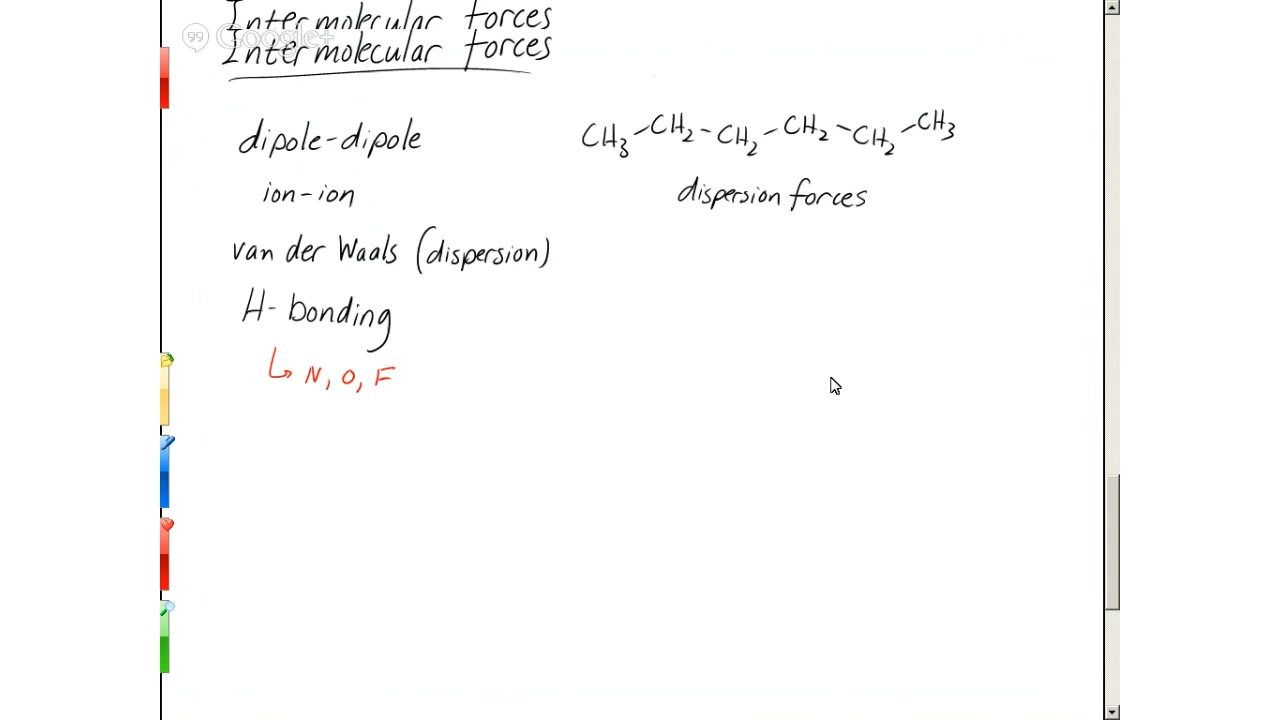 Intermolecular forces
Google+
Intermolecular forces
dipole-dipole
CH3-CH2-CH2-CH2-CH2-CH3
ion-ion
dispersion forces
van der Waals (dispersion)
H-bonding
↳ N, O, F